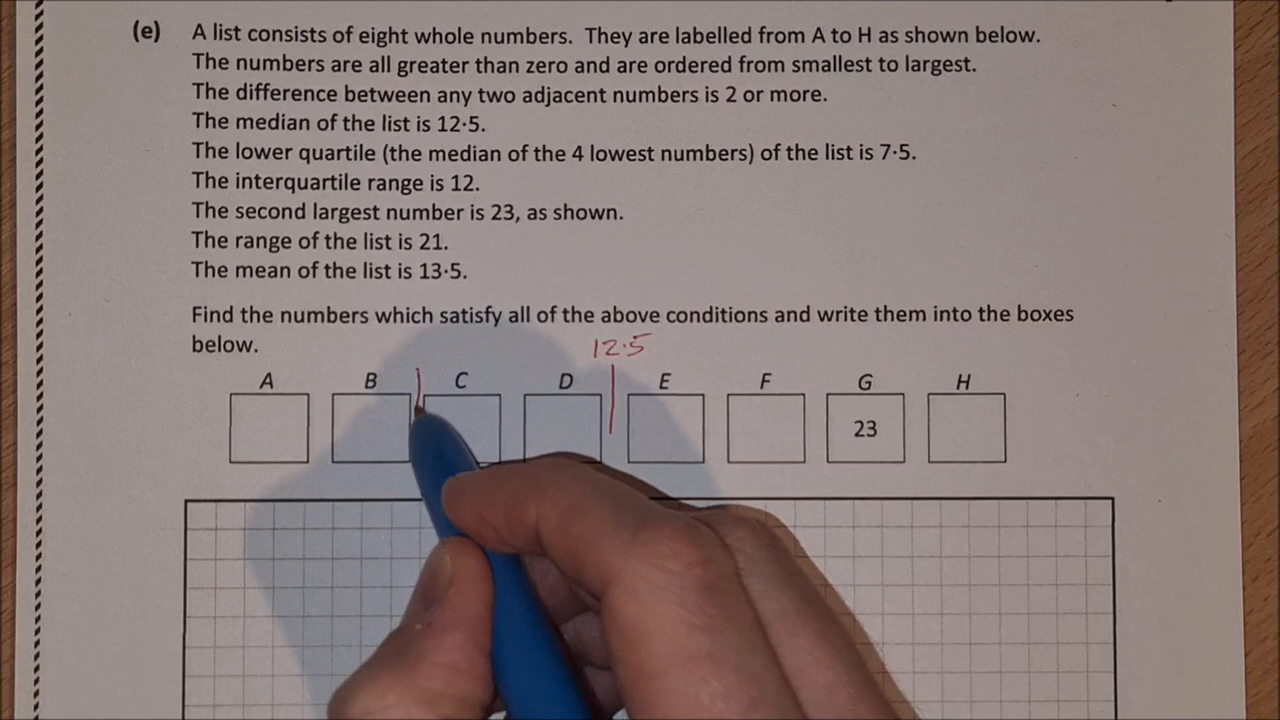 (e) A list consists of eight whole numbers. They are labelled from A to H as shown below.
The numbers are all greater than zero and are ordered from smallest to largest.
The difference between any two adjacent numbers is 2 or more.
The median of the list is 12·5.
The lower quartile (the median of the 4 lowest numbers) of the list is 7·5.
The interquartile range is 12.
The second largest number is 23, as shown.
The range of the list is 21.
The mean of the list is 13·5.
Find the numbers which satisfy all of the above conditions and write them into the boxes
below.
12·5
A B C D E F G H
23